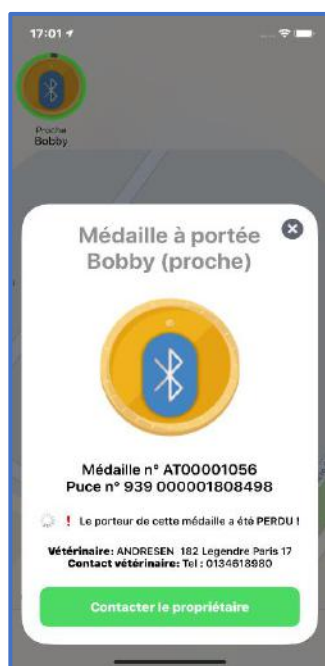 17:01
Proche
Bobby
Médaille à portée
Bobby (proche)
Médaille n° AT00001056
Puce n° 939 000001808498
! Le porteur de cette médaille a été PERDU !
Vétérinaire: ANDRESEN 182 Legendre Paris 17
Contact vétérinaire: Tel : 0134618980
Contacter le propriétaire